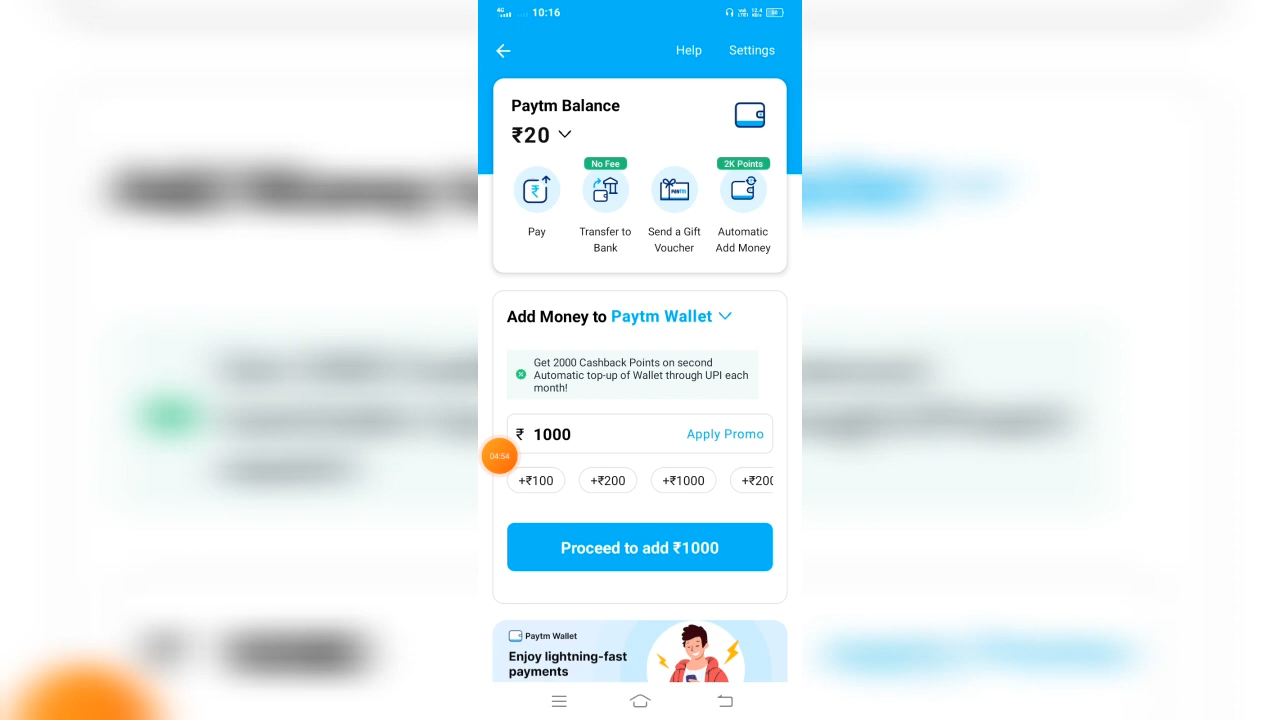 4G 10:16
Help Settings
Paytm Balance
₹20
No Fee 2K Points
PAYTM
Pay Transfer to Send a Gift Automatic
Bank Voucher Add Money
Add Money to Paytm Wallet
Get 2000 Cashback Points on second
Automatic top-up of Wallet through UPI each
month!
₹ 1000 Apply Promo
04:54
+₹100 +₹200 +₹1000 +₹200
Proceed to add ₹1000
Paytm Wallet
Enjoy lightning-fast
payments